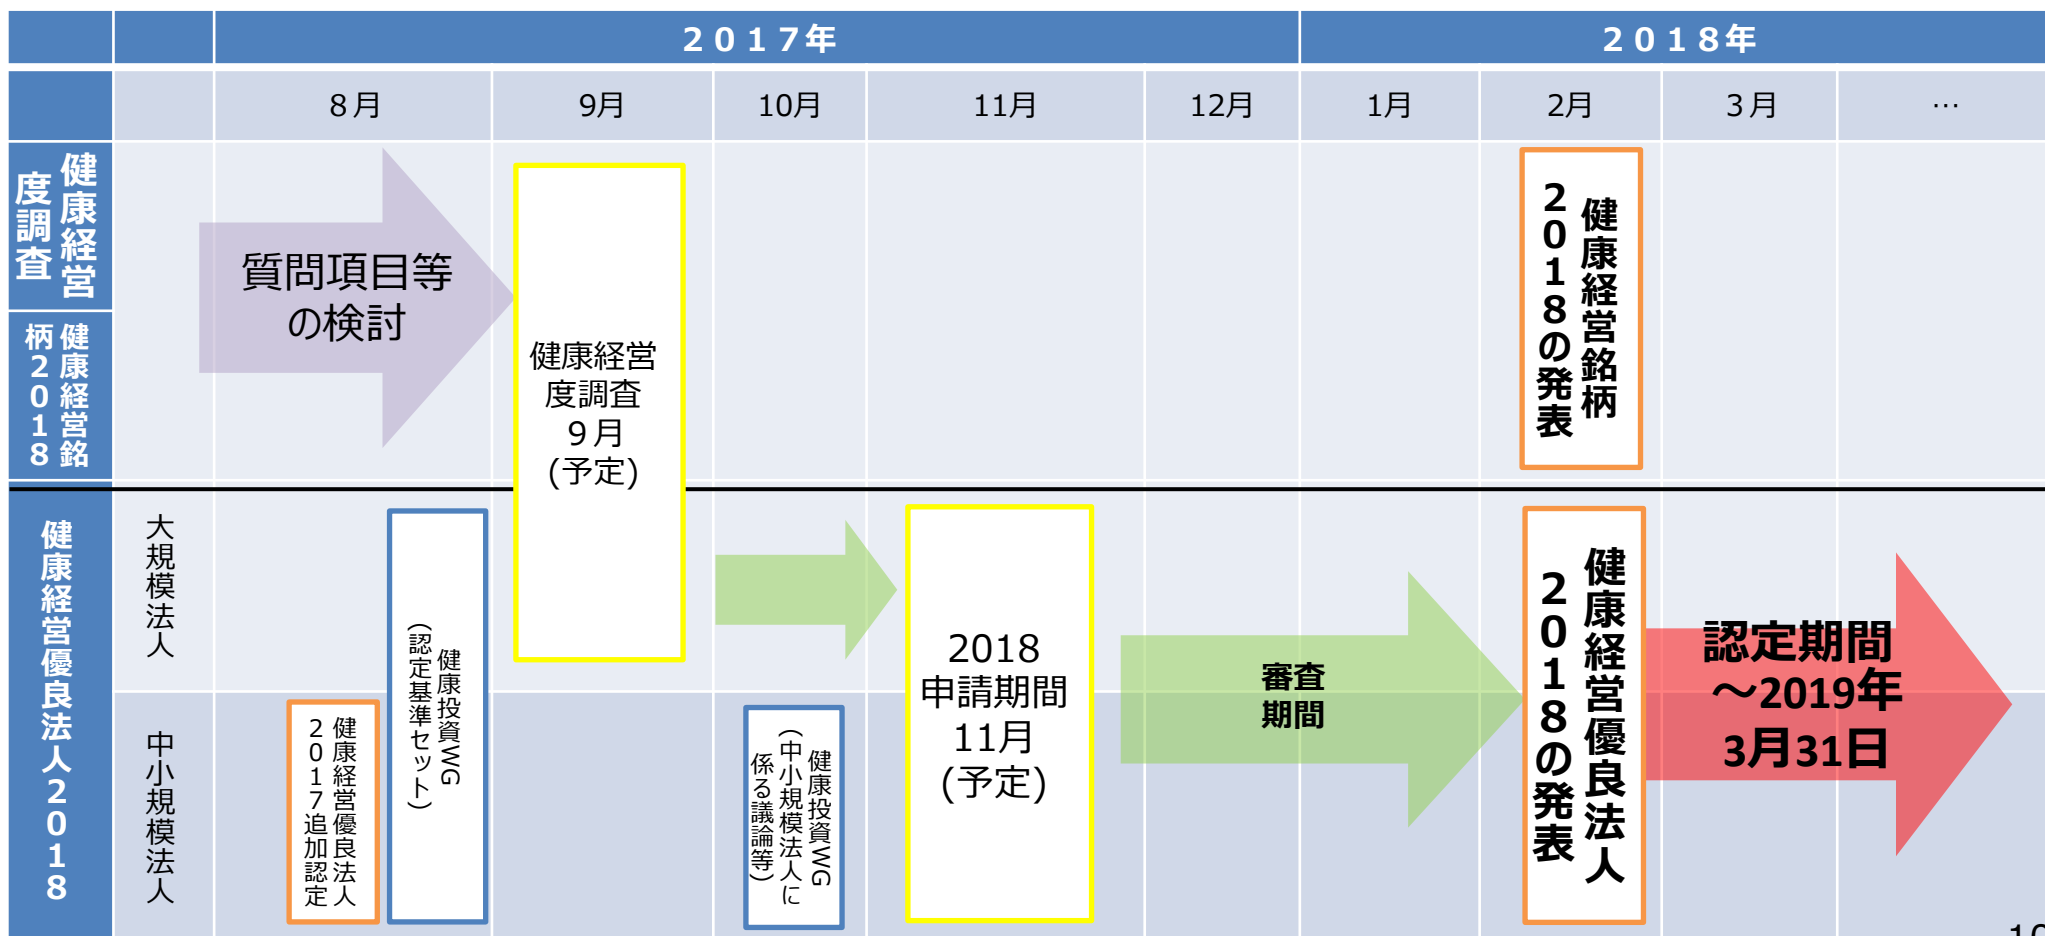 ２０１７年
２０１８年
８月
9月
10月
11月
12月
1月
2月
３月
…
健康経営
度調査
健康経営銘
柄２０１８
質問項目等
の検討
健康経営
度調査
９月
(予定)
健康経営銘柄
２０１８の発表
健康経営優良法人２０１８
大規模法人
中小規模法人
健康経営優良法人
２０１７追加認定
健康投資WG
（認定基準セット）
健康投資WG
（中小規模法人に
係る議論等）
2018
申請期間
11月
(予定)
審査
期間
健康経営優良法人
２０１８の発表
認定期間
～2019年
3月31日